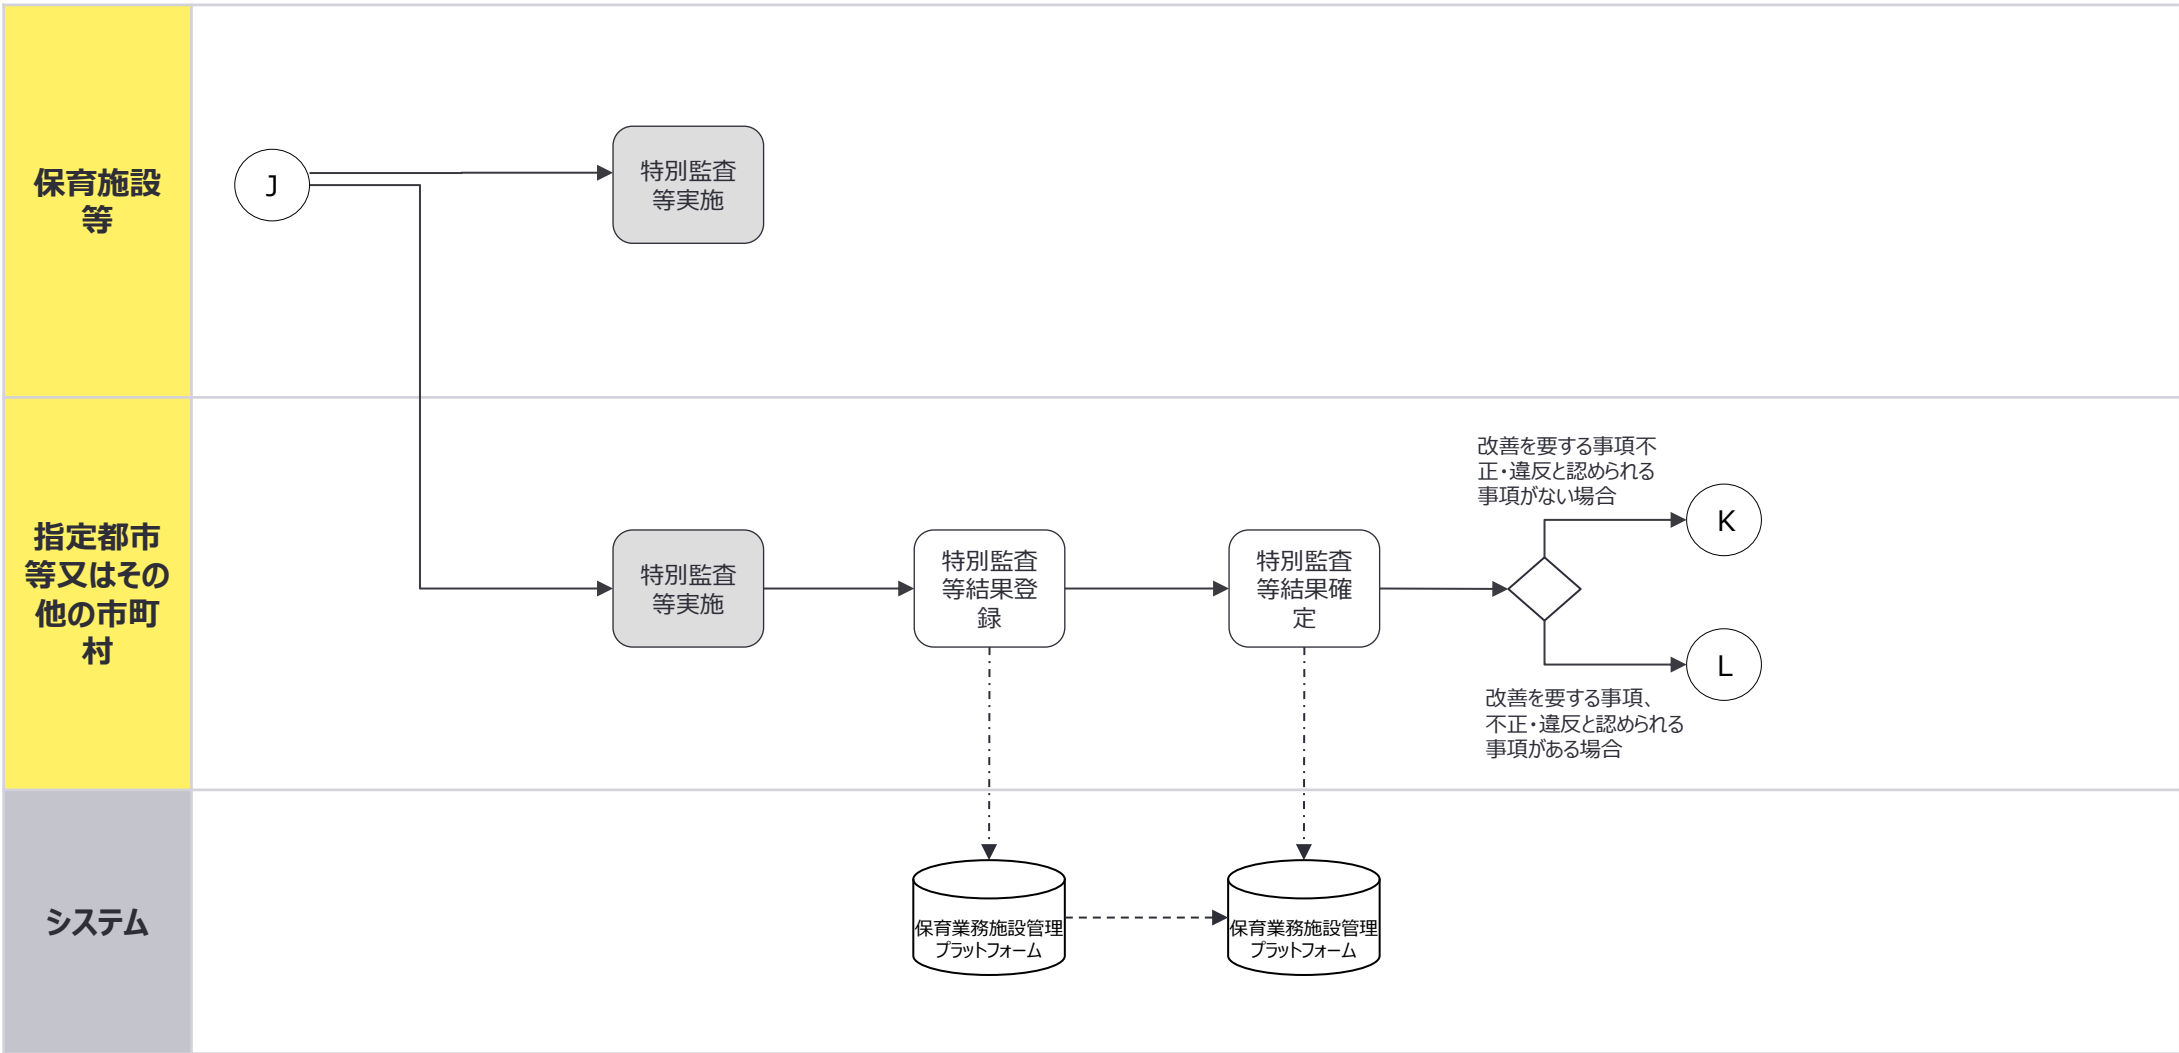 保育施設
等
J
特別監査
等実施
指定都市
等又はその
他の市町
村
特別監査
等実施
特別監査
等結果登
録
特別監査
等結果確
定
改善を要する事項不
正・違反と認められる
事項がない場合
K
L
改善を要する事項、
不正・違反と認められる
事項がある場合
システム
保育業務施設管理
プラットフォーム
保育業務施設管理
プラットフォーム